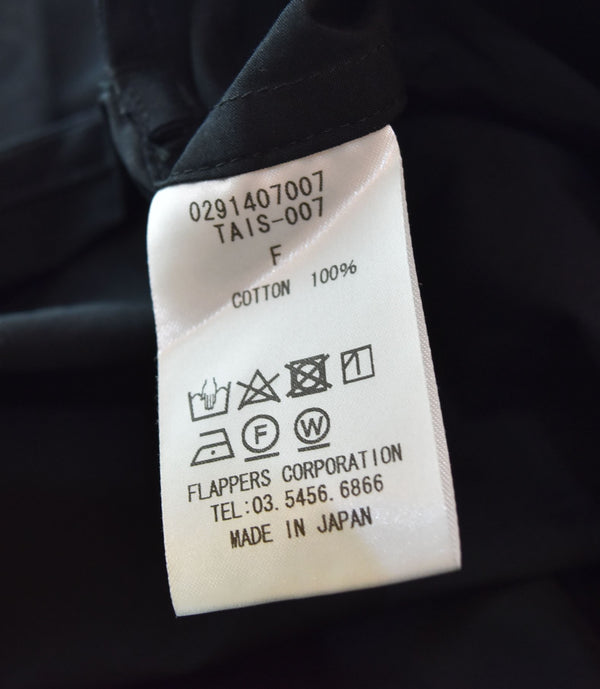 0291407007
TAIS-007
F
COTTON 100%
F W
FLAPPERS CORPORATION
TEL:03.5456.6866
MADE IN JAPAN